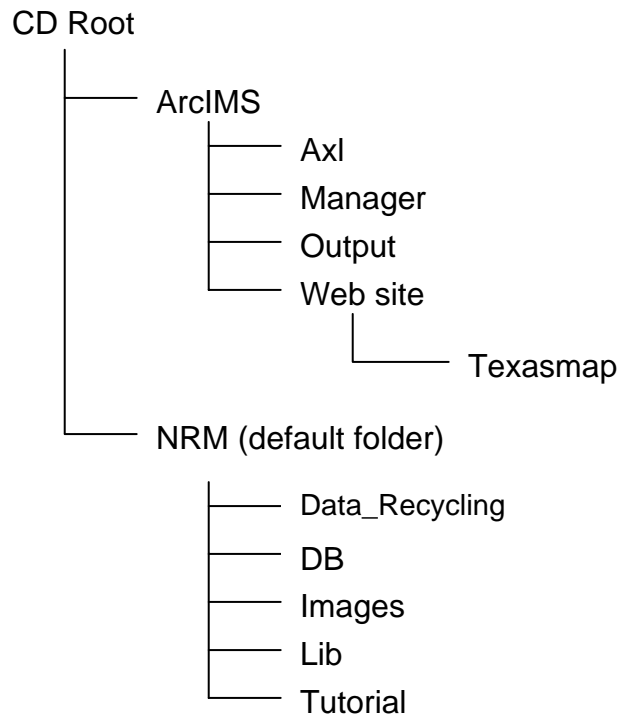 CD Root
ArcIMS
Axl
Manager
Output
Web site
Texasmap
NRM (default folder)
Data_Recycling
DB
Images
Lib
Tutorial